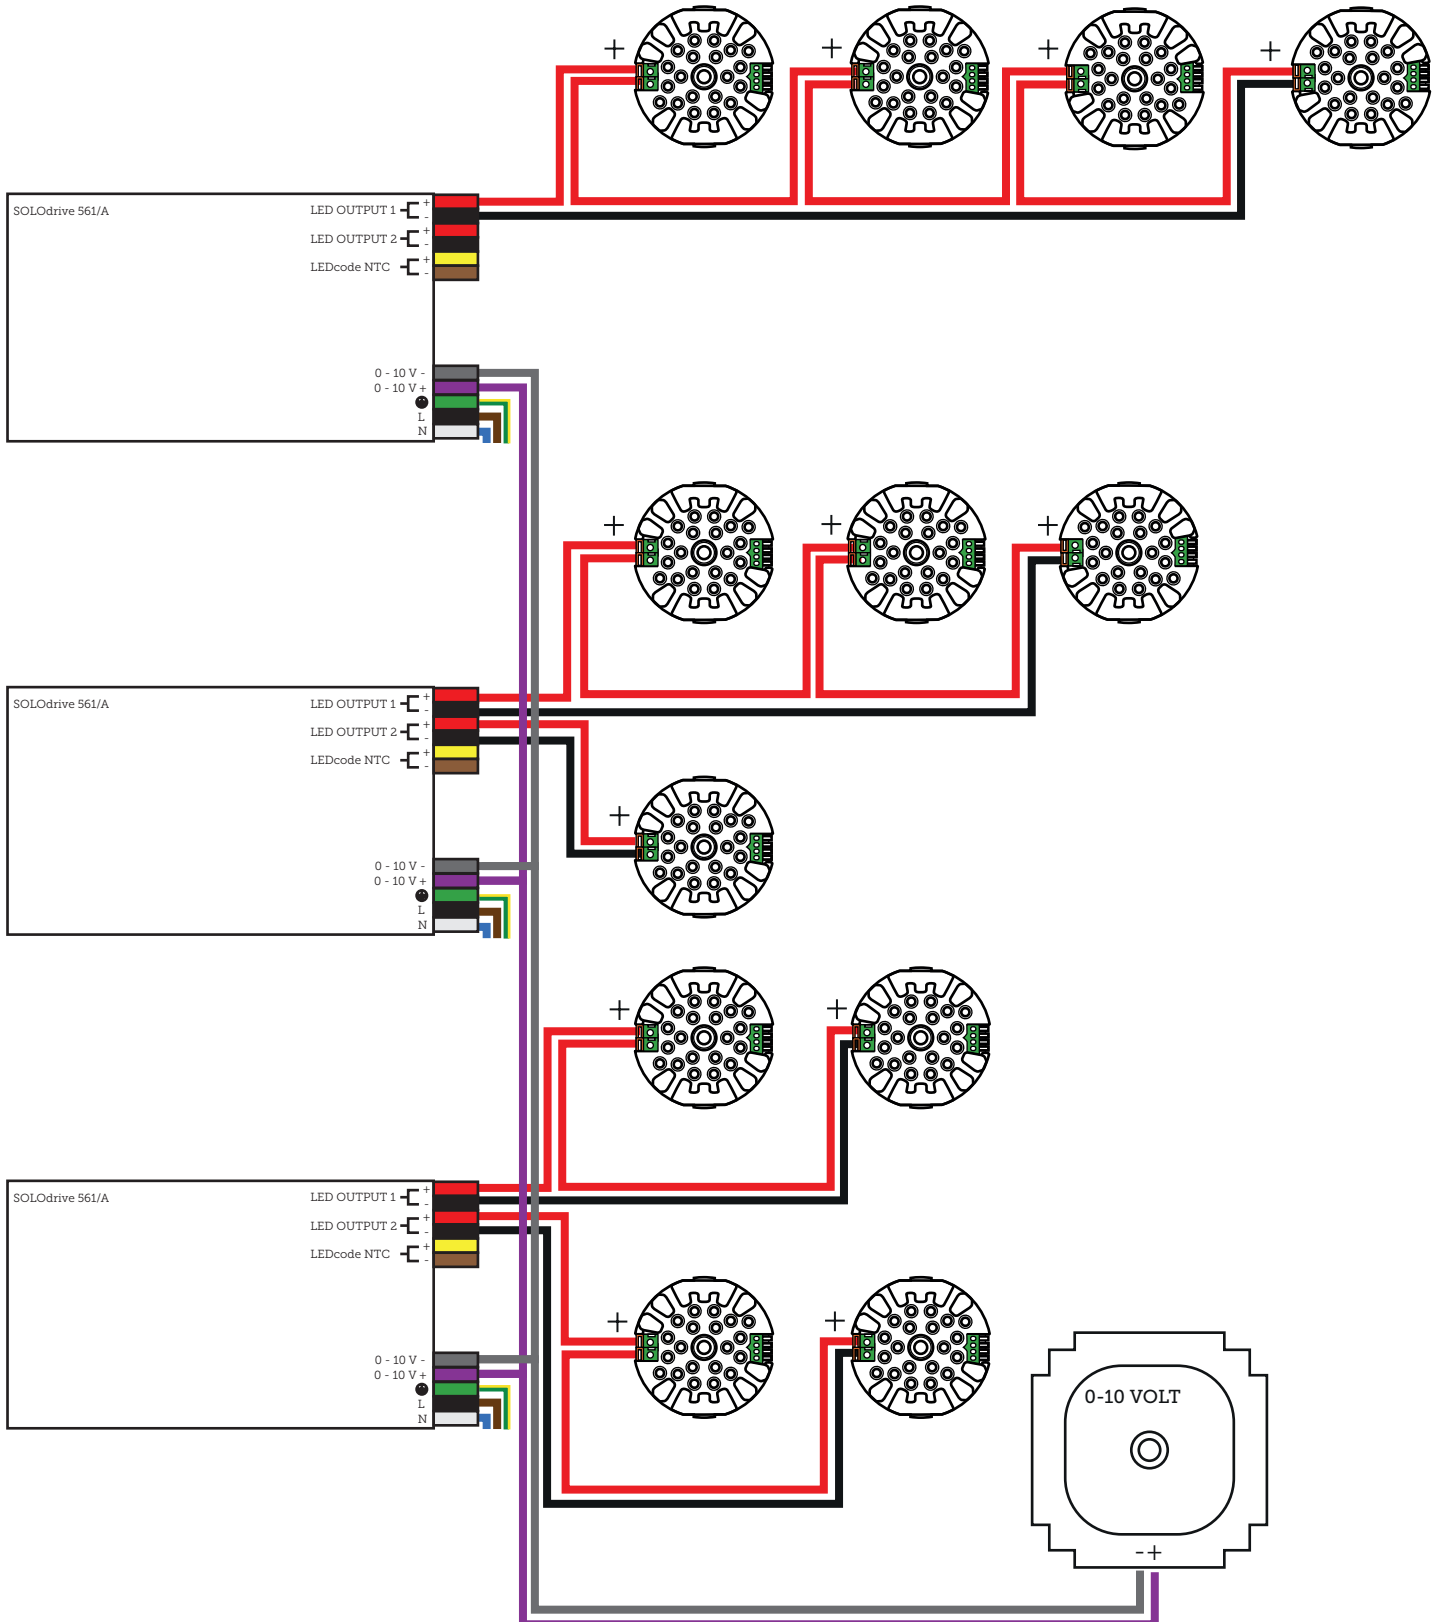 + + + +
SOLOdrive 561/A
LED OUTPUT 1 + -
LED OUTPUT 2 + -
LEDcode NTC + -
0 - 10 V -
0 - 10 V +
L
N
+ + +
SOLOdrive 561/A
LED OUTPUT 1 + -
LED OUTPUT 2 + -
LEDcode NTC + -
+
0 - 10 V -
0 - 10 V +
L
N
+ +
SOLOdrive 561/A
LED OUTPUT 1 + -
LED OUTPUT 2 + -
LEDcode NTC + -
+ +
0 - 10 V -
0 - 10 V +
L
N
0-10 VOLT
-+